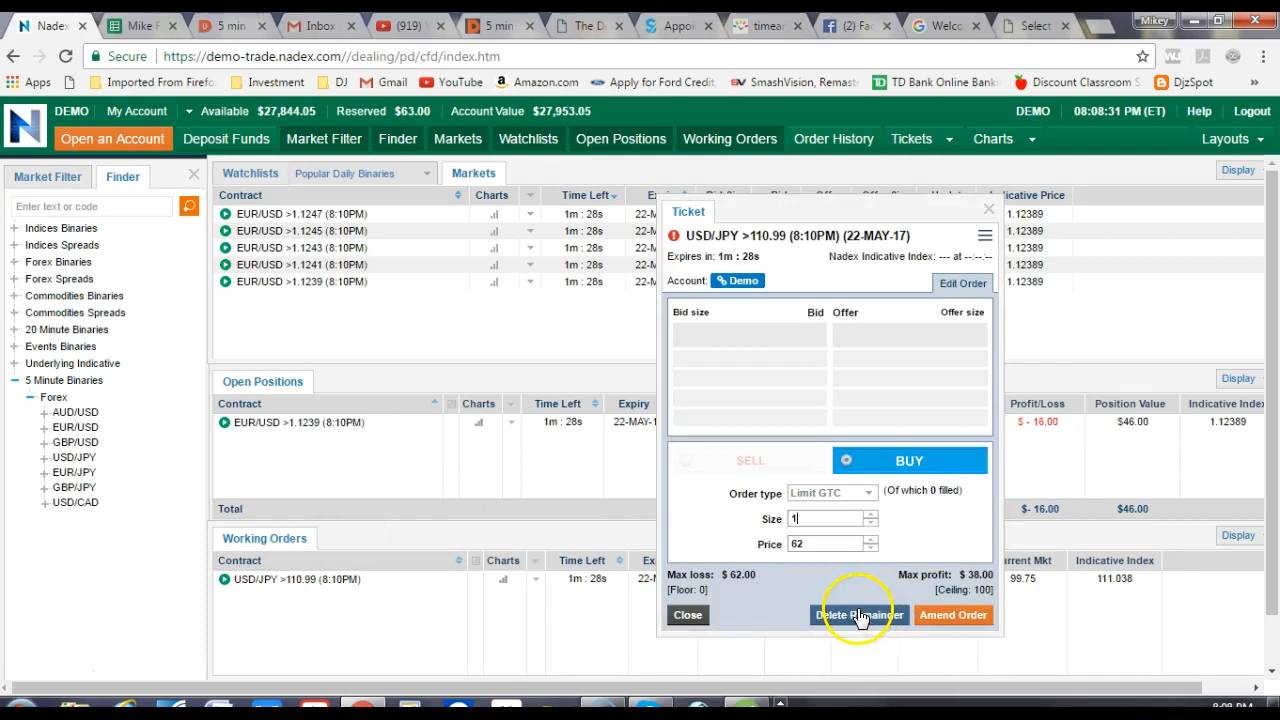 Nadex
Mike F
5 min
Gmail Inbox
(919)
5 min
The D
Appoi
timear
(2) Fac
Welco
Select
Mikey
Secure https://demo-trade.nadex.com//dealing/pd/cfd/index.htm
Apps Imported From Firefo Investment DJ Gmail YouTube Amazon.com Apply for Ford Credit, SmashVision, Remaste TD Bank Online Banki Discount Classroom S DjzSpot »
DEMO My Account Available $27,844.05 Reserved $63.00 Account Value $27,953.05 DEMO 08:08:31 PM (ET) Help Logout
N
Open an Account Deposit Funds Market Filter Finder Markets Watchlists Open Positions Working Orders Order History Tickets Charts Layouts
Market Filter Finder
Enter text or code
Indices Binaries
Indices Spreads
Forex Binaries
Forex Spreads
Commodities Binaries
Commodities Spreads
20 Minute Binaries
Events Binaries
Underlying Indicative
5 Minute Binaries
Forex
AUD/USD
EUR/USD
GBP/USD
USD/JPY
EUR/JPY
GBP/JPY
USD/CAD
Watchlists Popular Daily Binaries Markets Display
Contract Charts Time Left Indicative Price
EUR/USD >1.1247 (8:10PM) 1m : 28s 22-M 1.12389
EUR/USD >1.1245 (8:10PM) 1m : 28s 22-M 1.12389
EUR/USD >1.1243 (8:10PM) 1m : 28s 22-M 1.12389
EUR/USD >1.1241 (8:10PM) 1m : 28s 22-M 1.12389
EUR/USD >1.1239 (8:10PM) 1m : 28s 22-M 1.12389
Open Positions Display
Contract Charts Time Left Expiry Profit/Loss Position Value Indicative Index
EUR/USD >1.1239 (8:10PM) 1m : 28s 22-MAY-1 $ - 16.00 $46.00 1.12389
Total $- 16.00 $46.00
Working Orders Display
Contract Charts Time Left Expiry rrent Mkt Indicative Index
USD/JPY >110.99 (8:10PM) 1m : 28s 22-MAY-1 99.75 111.038
Ticket
USD/JPY >110.99 (8:10PM) (22-MAY-17)
Expires in: 1m : 28s Nadex Indicative Index: --- at --:--:--
Account: Demo Edit Order
Bid size Bid Offer Offer size
SELL BUY
Order type Limit GTC (Of which 0 filled)
Size 1
Price 62
Max loss: $ 62.00 Max profit: $ 38.00
[Floor: 0] [Ceiling: 100]
Close Delete Remainder Amend Order